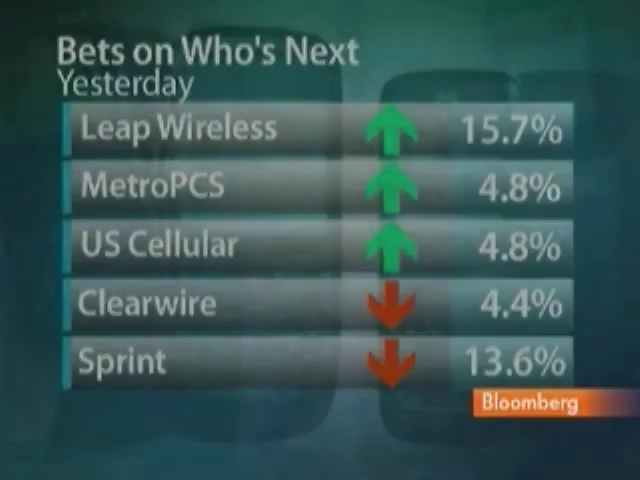 Bets on Who's Next
Yesterday
Leap Wireless 15.7%
MetroPCS 4.8%
US Cellular 4.8%
Clearwire 4.4%
Sprint 13.6%
Bloomberg